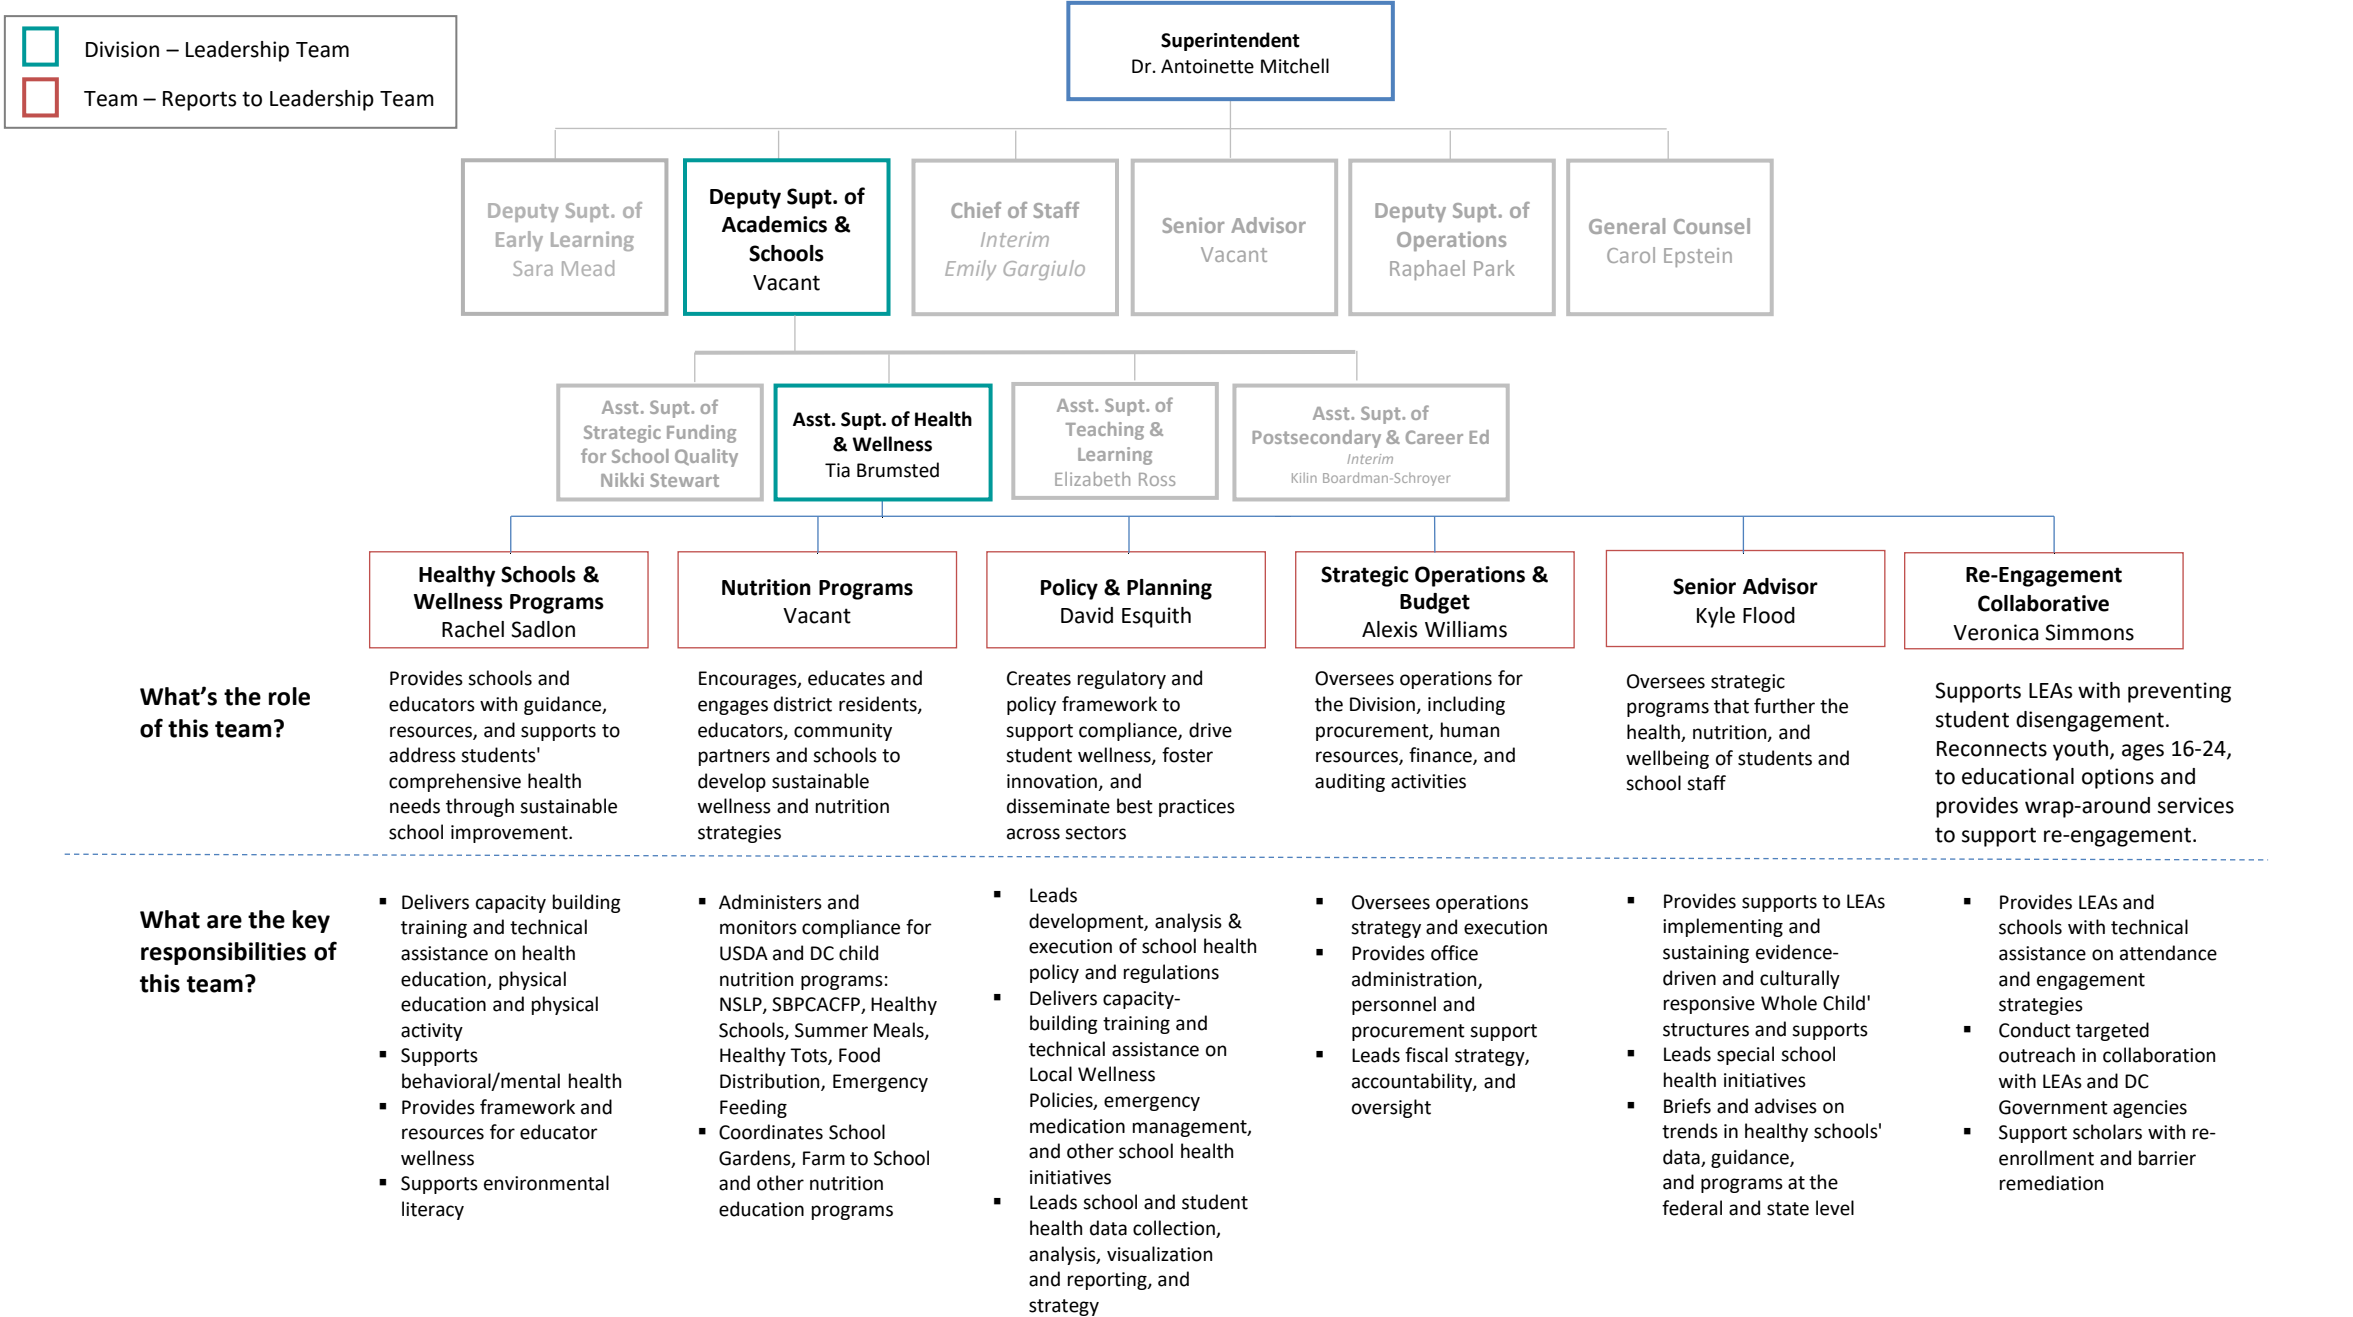 Division – Leadership Team
Team – Reports to Leadership Team
Superintendent
Dr. Antoinette Mitchell
Deputy Supt. of
Early Learning
Sara Mead
Deputy Supt. of
Academics &
Schools
Vacant
Chief of Staff
Interim
Emily Gargiulo
Senior Advisor
Vacant
Deputy Supt. of
Operations
Raphael Park
General Counsel
Carol Epstein
Asst. Supt. of
Strategic Funding
for School Quality
Nikki Stewart
Asst. Supt. of Health
& Wellness
Tia Brumsted
Asst. Supt. of
Teaching &
Learning
Elizabeth Ross
Asst. Supt. of
Postsecondary & Career Ed
Interim
Kilin Boardman-Schroyer
Healthy Schools &
Wellness Programs
Rachel Sadlon
Nutrition Programs
Vacant
Policy & Planning
David Esquith
Strategic Operations &
Budget
Alexis Williams
Senior Advisor
Kyle Flood
Re-Engagement
Collaborative
Veronica Simmons
What's the role
of this team?
Provides schools and
educators with guidance,
resources, and supports to
address students'
comprehensive health
needs through sustainable
school improvement.
Encourages, educates and
engages district residents,
educators, community
partners and schools to
develop sustainable
wellness and nutrition
strategies
Creates regulatory and
policy framework to
support compliance, drive
student wellness, foster
innovation, and
disseminate best practices
across sectors
Oversees operations for
the Division, including
procurement, human
resources, finance, and
auditing activities
Oversees strategic
programs that further the
health, nutrition, and
wellbeing of students and
school staff
Supports LEAs with preventing
student disengagement.
Reconnects youth, ages 16-24,
to educational options and
provides wrap-around services
to support re-engagement.
What are the key
responsibilities of
this team?
▪ Delivers capacity building
training and technical
assistance on health
education, physical
education and physical
activity
▪ Supports
behavioral/mental health
▪ Provides framework and
resources for educator
wellness
▪ Supports environmental
literacy
▪ Administers and
monitors compliance for
USDA and DC child
nutrition programs:
NSLP, SBPCACFP, Healthy
Schools, Summer Meals,
Healthy Tots, Food
Distribution, Emergency
Feeding
▪ Coordinates School
Gardens, Farm to School
and other nutrition
education programs
▪ Leads
development, analysis &
execution of school health
policy and regulations
▪ Delivers capacity-
building training and
technical assistance on
Local Wellness
Policies, emergency
medication management,
and other school health
initiatives
▪ Leads school and student
health data collection,
analysis, visualization
and reporting, and
strategy
▪ Oversees operations
strategy and execution
▪ Provides office
administration,
personnel and
procurement support
▪ Leads fiscal strategy,
accountability, and
oversight
▪ Provides supports to LEAs
implementing and
sustaining evidence-
driven and culturally
responsive Whole Child'
structures and supports
▪ Leads special school
health initiatives
▪ Briefs and advises on
trends in healthy schools'
data, guidance,
and programs at the
federal and state level
▪ Provides LEAs and
schools with technical
assistance on attendance
and engagement
strategies
▪ Conduct targeted
outreach in collaboration
with LEAs and DC
Government agencies
▪ Support scholars with re-
enrollment and barrier
remediation